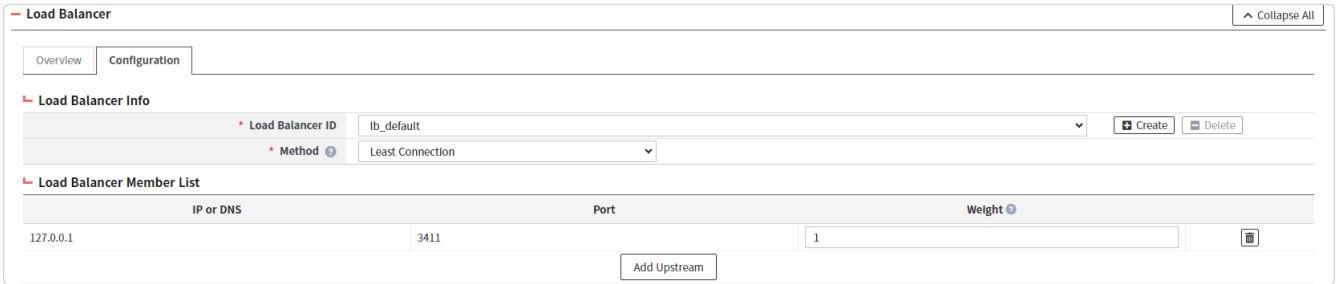 Load Balancer
Collapse All
Overview Configuration
Load Balancer Info
* Load Balancer ID lb_default Create Delete
* Method Least Connection
Load Balancer Member List
IP or DNS Port Weight
127.0.0.1 3411 1
Add Upstream